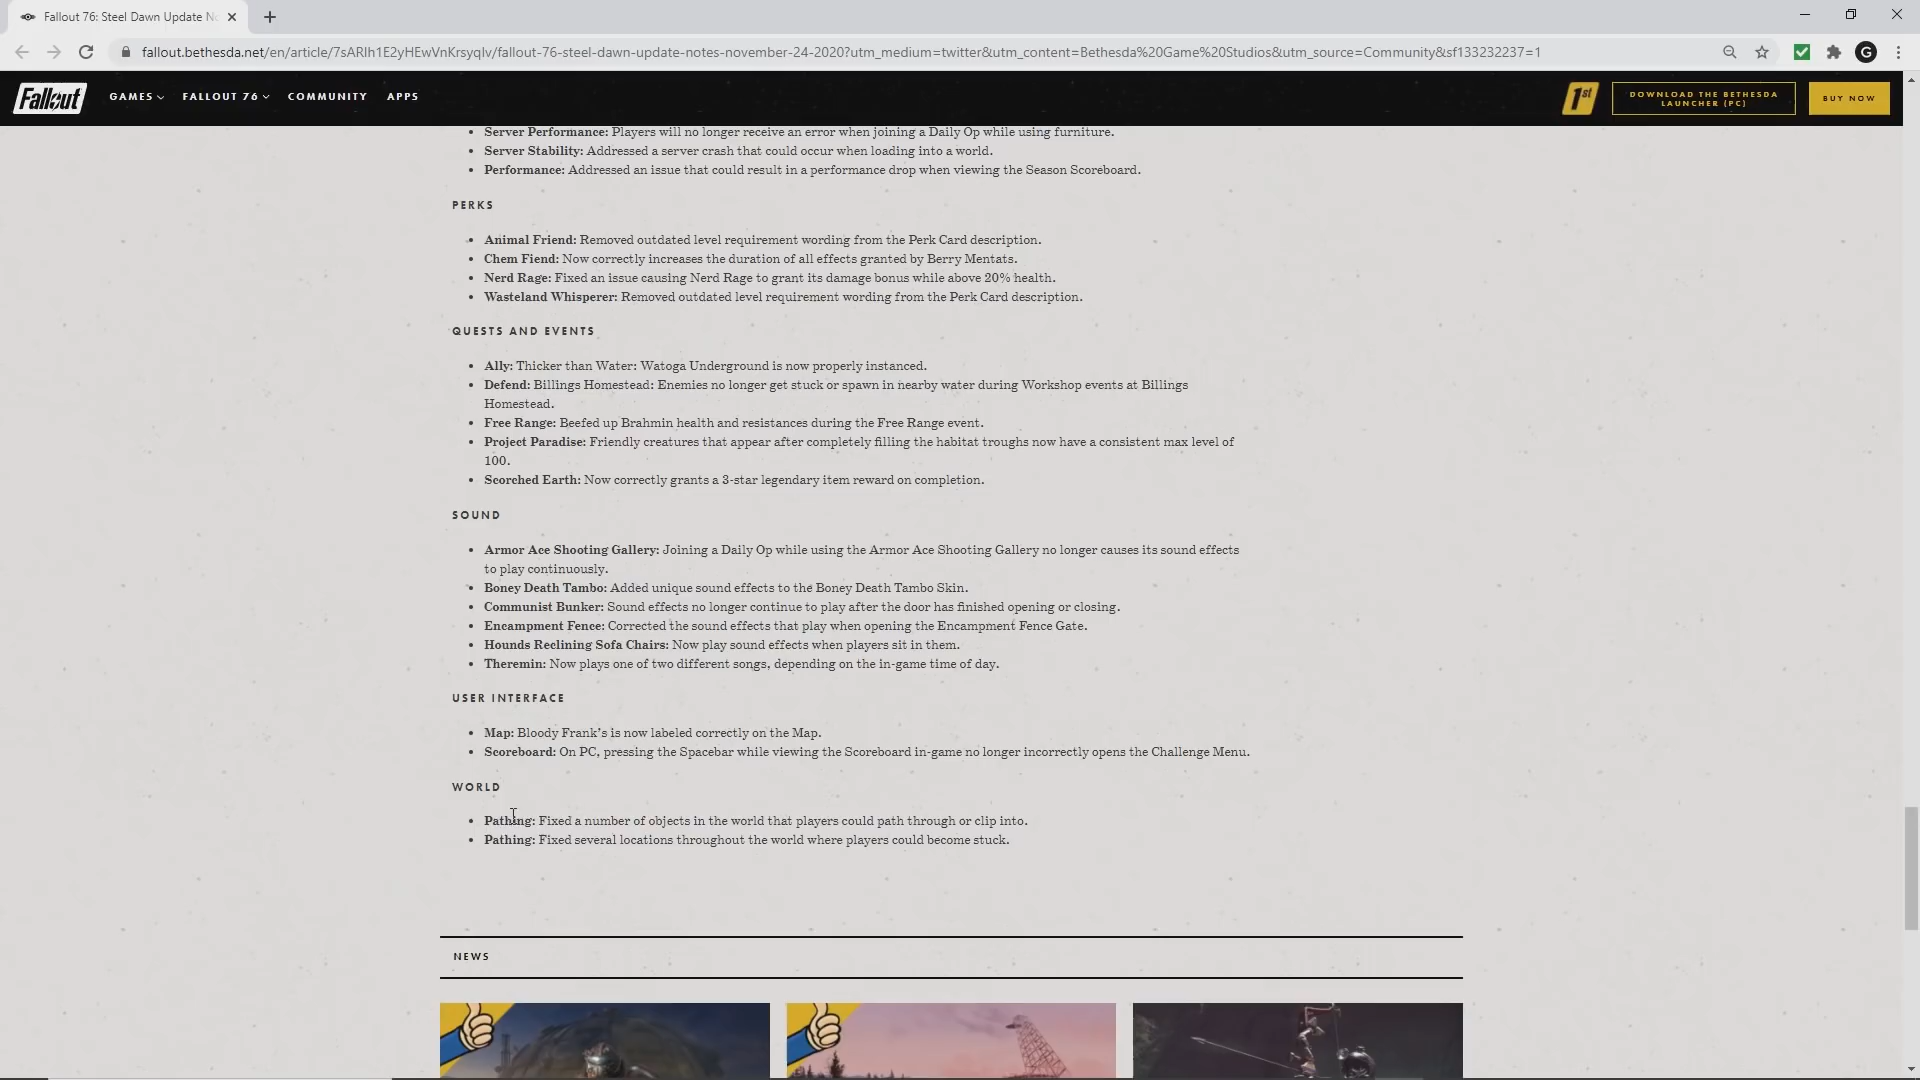 Fallout 76: Steel Dawn Update No
fallout.bethesda.net/en/article/7sARlh1E2yHEwVnKrsyqlv/fallout-76-steel-dawn-update-notes-november-24-2020?utm_medium=twitter&utm_content=Bethesda%20Game%20Studios&utm_source=Community&sf133232237=1
G
Fallout GAMES FALLOUT 76 COMMUNITY APPS
1st
DOWNLOAD THE BETHESDA
LAUNCHER (PC)
BUY NOW
• Server Performance: Players will no longer receive an error when joining a Daily Op while using furniture.
• Server Stability: Addressed a server crash that could occur when loading into a world.
• Performance: Addressed an issue that could result in a performance drop when viewing the Season Scoreboard.
PERKS
• Animal Friend: Removed outdated level requirement wording from the Perk Card description.
• Chem Fiend: Now correctly increases the duration of all effects granted by Berry Mentats.
• Nerd Rage: Fixed an issue causing Nerd Rage to grant its damage bonus while above 20% health.
• Wasteland Whisperer: Removed outdated level requirement wording from the Perk Card description.
QUESTS AND EVENTS
• Ally: Thicker than Water: Watoga Underground is now properly instanced.
• Defend: Billings Homestead: Enemies no longer get stuck or spawn in nearby water during Workshop events at Billings
Homestead.
• Free Range: Beefed up Brahmin health and resistances during the Free Range event.
• Project Paradise: Friendly creatures that appear after completely filling the habitat troughs now have a consistent max level of
100.
• Scorched Earth: Now correctly grants a 3-star legendary item reward on completion.
SOUND
• Armor Ace Shooting Gallery: Joining a Daily Op while using the Armor Ace Shooting Gallery no longer causes its sound effects
to play continuously.
• Boney Death Tambo: Added unique sound effects to the Boney Death Tambo Skin.
• Communist Bunker: Sound effects no longer continue to play after the door has finished opening or closing.
• Encampment Fence: Corrected the sound effects that play when opening the Encampment Fence Gate.
• Hounds Reclining Sofa Chairs: Now play sound effects when players sit in them.
• Theremin: Now plays one of two different songs, depending on the in-game time of day.
USER INTERFACE
• Map: Bloody Frank's is now labeled correctly on the Map.
• Scoreboard: On PC, pressing the Spacebar while viewing the Scoreboard in-game no longer incorrectly opens the Challenge Menu.
WORLD
• Pathing: Fixed a number of objects in the world that players could path through or clip into.
• Pathing: Fixed several locations throughout the world where players could become stuck.
NEWS